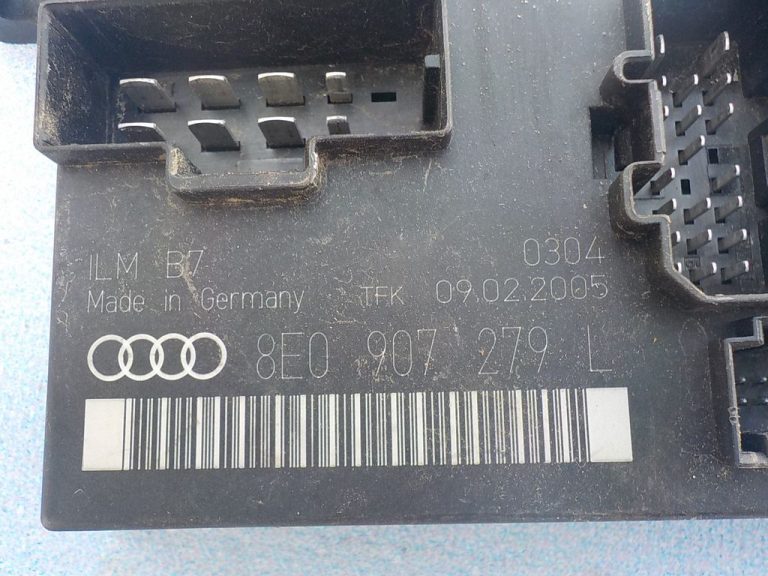 ILM B7 0304
Made in Germany TFK 09.02.2005
8E0 907 279 L